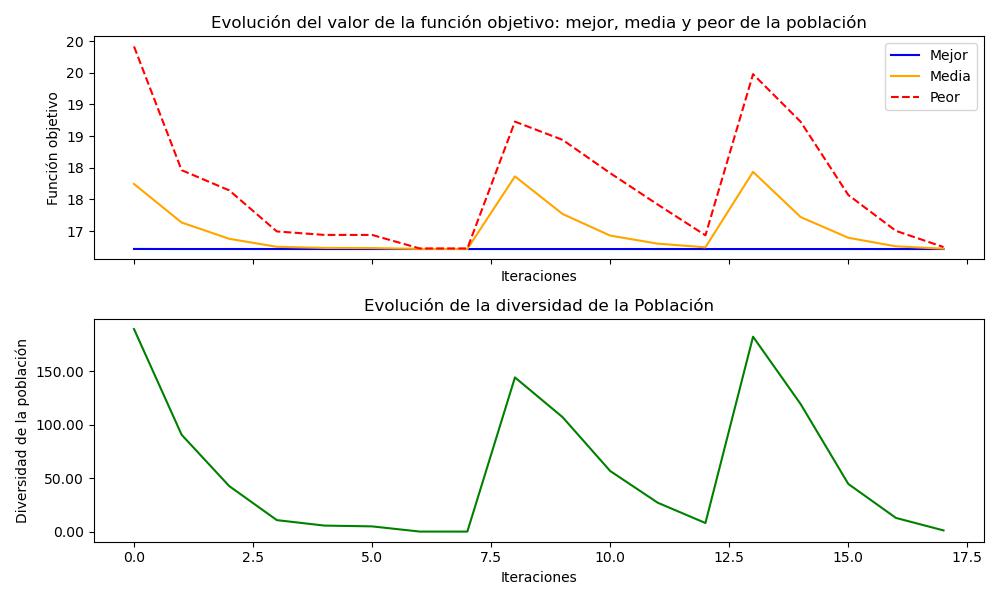 Evolución del valor de la función objetivo: mejor, media y peor de la población
Función objetivo
20
20
19
19
18
18
17
Mejor
Media
Peor
Iteraciones
Evolución de la diversidad de la Población
Diversidad de la población
150.00
100.00
50.00
0.00
0.0 2.5 5.0 7.5 10.0 12.5 15.0 17.5
Iteraciones